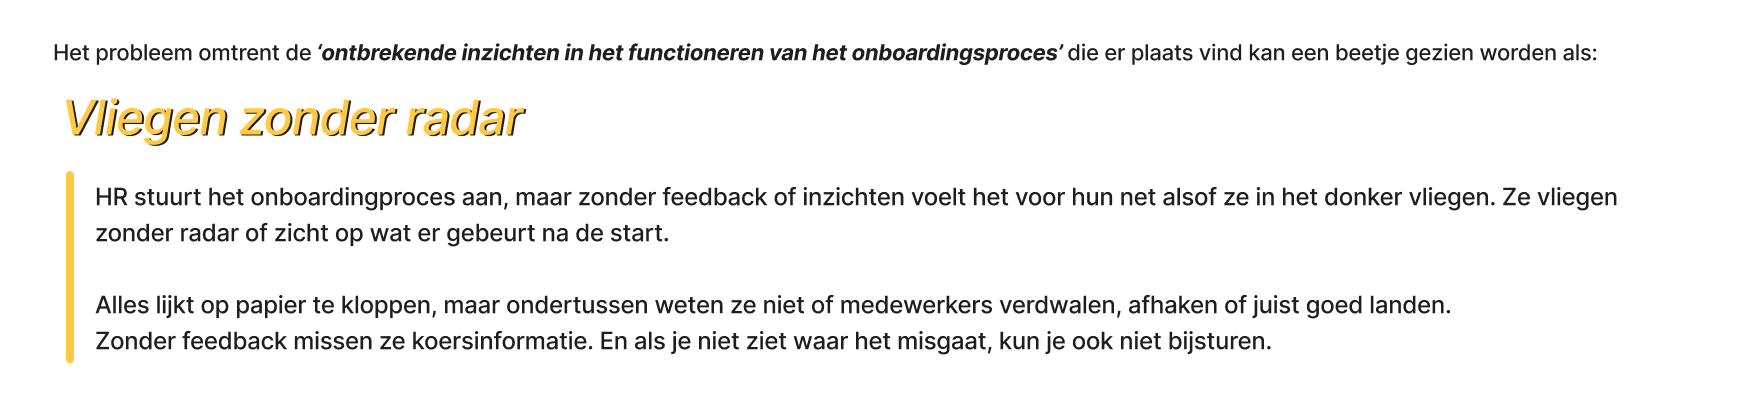 Het probleem omtrent de ‘ontbrekende inzichten in het functioneren van het onboardingsproces’ die er plaats vind kan een beetje gezien worden als:
Vliegen zonder radar
HR stuurt het onboardingproces aan, maar zonder feedback of inzichten voelt het voor hun net alsof ze in het donker vliegen. Ze vliegen
zonder radar of zicht op wat er gebeurt na de start.
Alles lijkt op papier te kloppen, maar ondertussen weten ze niet of medewerkers verdwalen, afhaken of juist goed landen.
Zonder feedback missen ze koersinformatie. En als je niet ziet waar het misgaat, kun je ook niet bijsturen.